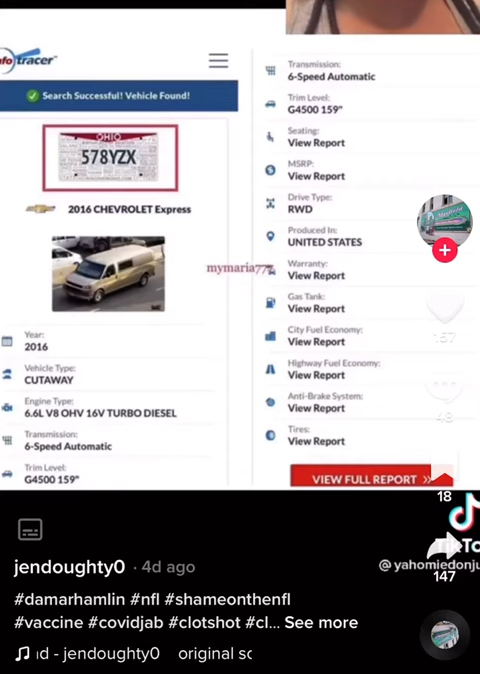 infotracer
Search Successful! Vehicle Found!
OHIO
578YZX
2016 CHEVROLET Express
mymaria777
Year:
2016
Vehicle Type:
CUTAWAY
Engine Type:
6.6L V8 OHV 16V TURBO DIESEL
Transmission:
6-Speed Automatic
Trim Level:
G4500 159"
Transmission:
6-Speed Automatic
Trim Level:
G4500 159"
Seating:
View Report
MSRP:
View Report
Drive Type:
RWD
Produced In:
UNITED STATES
Warranty:
View Report
Gas Tank:
View Report
City Fuel Economy:
View Report
Highway Fuel Economy:
View Report
Anti-Brake System:
View Report
Tires:
View Report
VIEW FULL REPORT »
157
48
18
147
TikTo
@yahomiedonju
jendoughty0 · 4d ago
#damarhamlin #nfl #shameonthenfl
#vaccine #covidjab #clotshot #cl... See more
ıd - jendoughty0 original sc